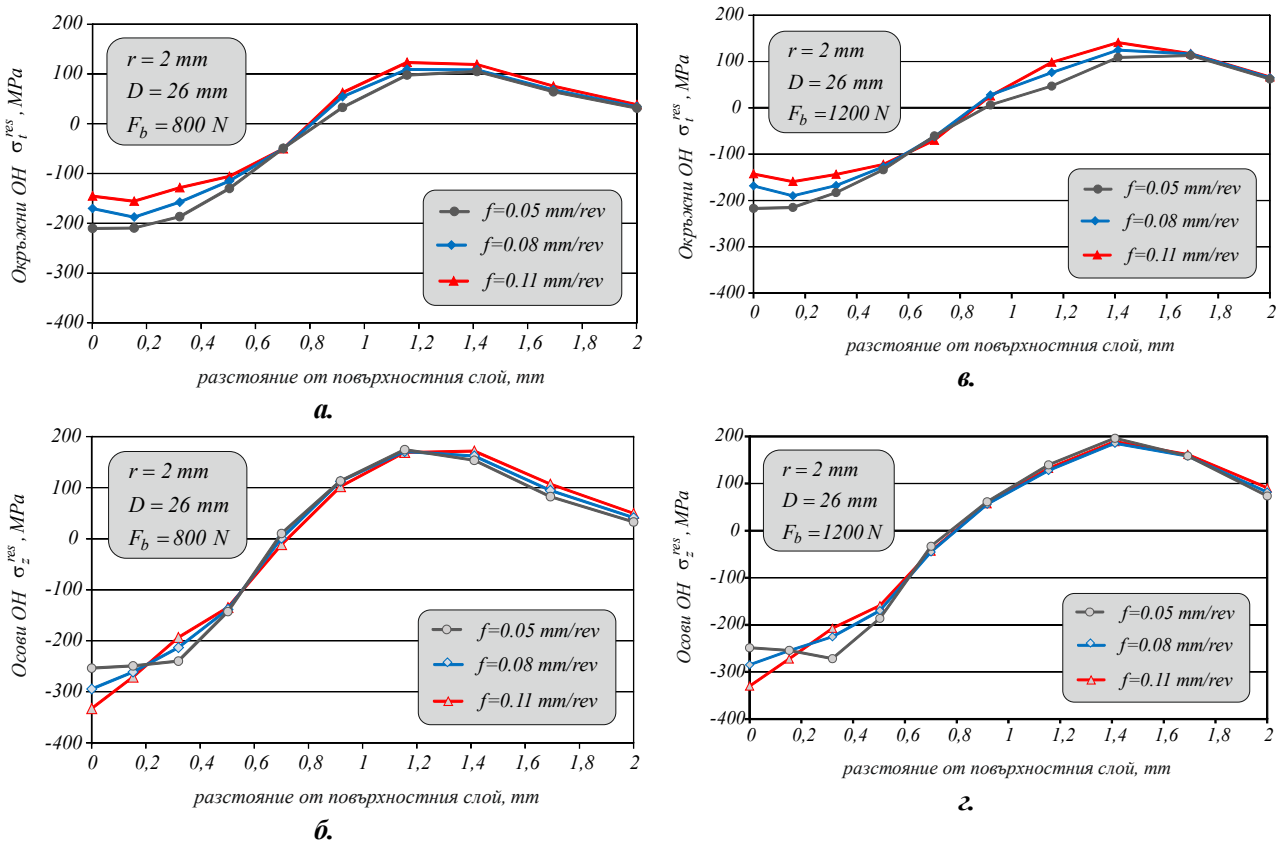 200
100
0
-100
-200
-300
-400
Окръжни ОН σ_t^res , MPa
r = 2 mm
D = 26 mm
F_b = 800 N
f=0.05 mm/rev
f=0.08 mm/rev
f=0.11 mm/rev
0 0,2 0,4 0,6 0,8 1 1,2 1,4 1,6 1,8 2
разстояние от повърхностния слой, mm
а.
200
100
0
-100
-200
-300
-400
Окръжни ОН σ_t^res , MPa
r = 2 mm
D = 26 mm
F_b =1200 N
f=0.05 mm/rev
f=0.08 mm/rev
f=0.11 mm/rev
0 0,2 0,4 0,6 0,8 1 1,2 1,4 1,6 1,8 2
разстояние от повърхностния слой, mm
в.
200
100
0
-100
-200
-300
-400
Осови ОН σ_z^res , MPa
r = 2 mm
D = 26 mm
F_b = 800 N
f=0.05 mm/rev
f=0.08 mm/rev
f=0.11 mm/rev
0 0,2 0,4 0,6 0,8 1 1,2 1,4 1,6 1,8 2
разстояние от повърхностния слой, mm
б.
200
100
0
-100
-200
-300
-400
Осови ОН σ_z^res , MPa
r = 2 mm
D = 26 mm
F_b =1200 N
f=0.05 mm/rev
f=0.08 mm/rev
f=0.11 mm/rev
0 0,2 0,4 0,6 0,8 1 1,2 1,4 1,6 1,8 2
разстояние от повърхностния слой, mm
г.